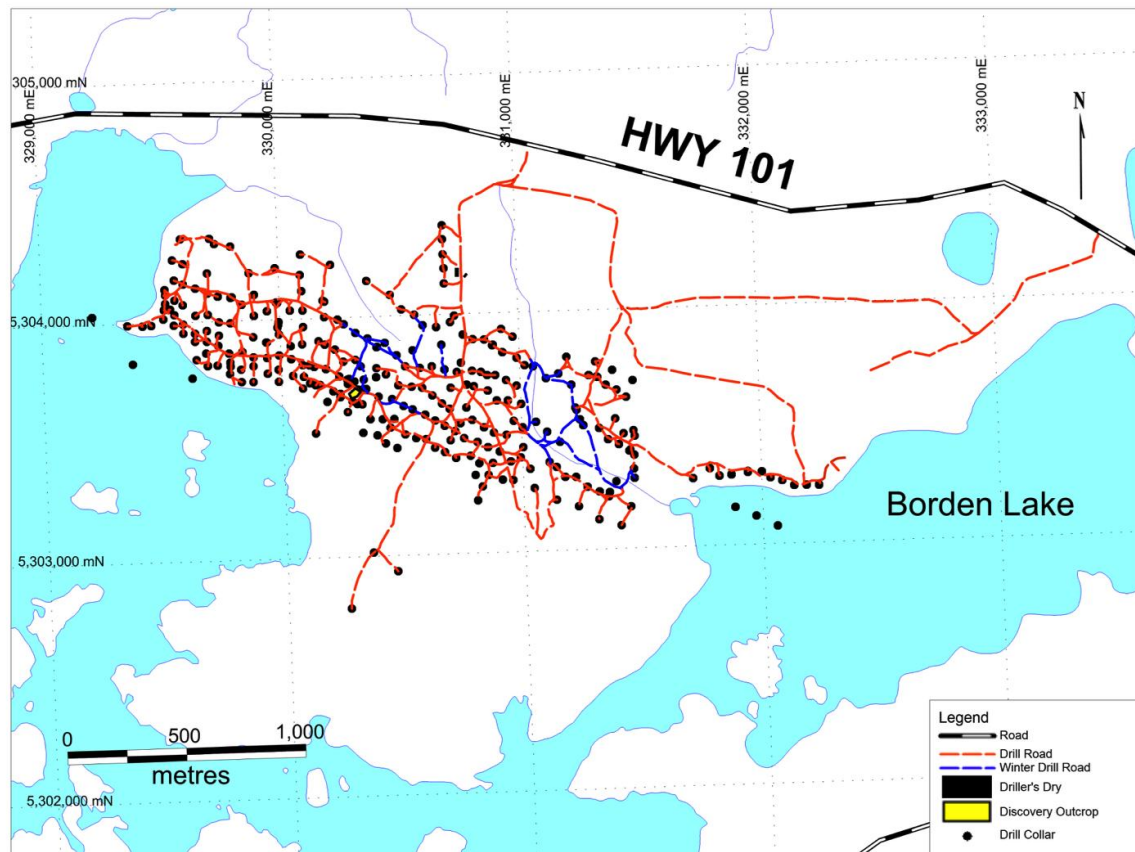 305,000 mN
329,000 mE
330,000 mE
331,000 mE
332,000 mE
333,000 mE
N
HWY 101
5,304,000 mN
Borden Lake
5,303,000 mN
0 500 1,000
metres
5,302,000 mN
Legend
Road
Drill Road
Winter Drill Road
Driller's Dry
Discovery Outcrop
Drill Collar